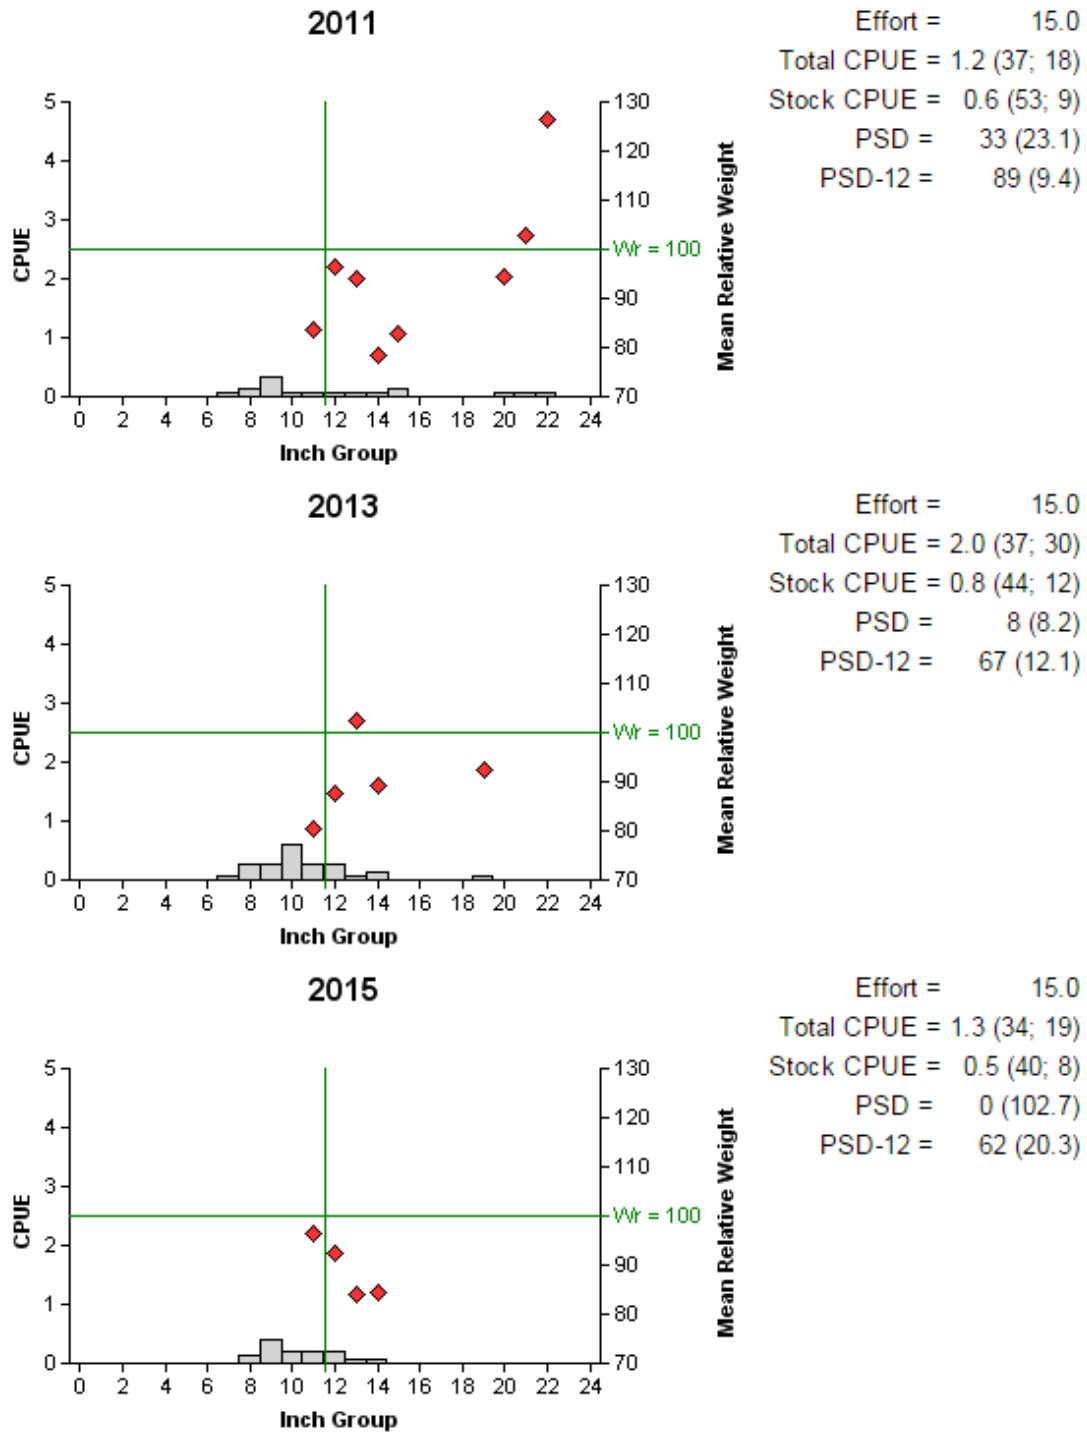 2011
Effort = 15.0
Total CPUE = 1.2 (37; 18)
Stock CPUE = 0.6 (53; 9)
PSD = 33 (23.1)
PSD-12 = 89 (9.4)
5
4
3
2
1
0
CPUE
130
120
110
Wr = 100
90
80
70
Mean Relative Weight
0 2 4 6 8 10 12 14 16 18 20 22 24
Inch Group
2013
Effort = 15.0
Total CPUE = 2.0 (37; 30)
Stock CPUE = 0.8 (44; 12)
PSD = 8 (8.2)
PSD-12 = 67 (12.1)
5
4
3
2
1
0
CPUE
130
120
110
Wr = 100
90
80
70
Mean Relative Weight
0 2 4 6 8 10 12 14 16 18 20 22 24
Inch Group
2015
Effort = 15.0
Total CPUE = 1.3 (34; 19)
Stock CPUE = 0.5 (40; 8)
PSD = 0 (102.7)
PSD-12 = 62 (20.3)
5
4
3
2
1
0
CPUE
130
120
110
Wr = 100
90
80
70
Mean Relative Weight
0 2 4 6 8 10 12 14 16 18 20 22 24
Inch Group